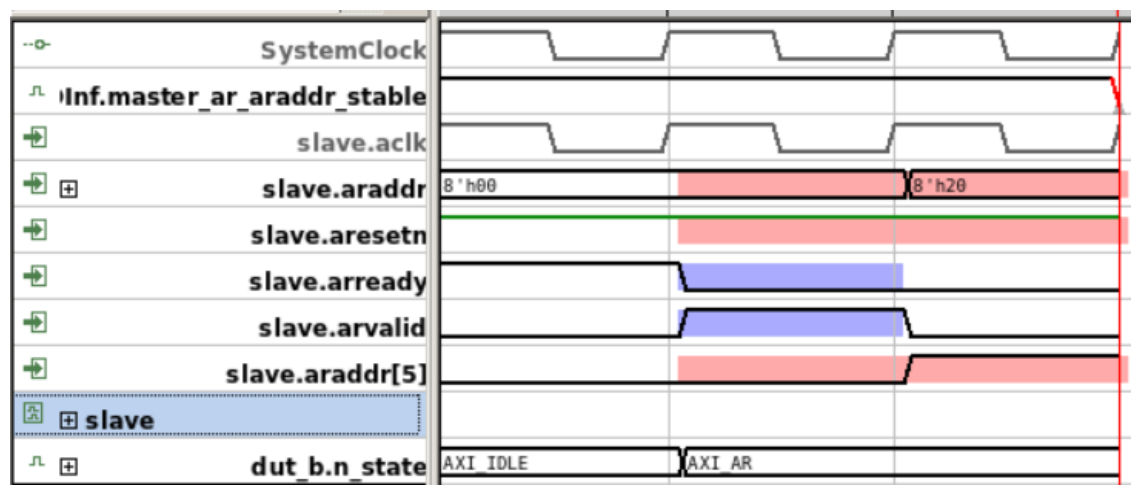 SystemClock
Inf.master_ar_araddr_stable
slave.aclk
slave.araddr 8'h00 8'h20
slave.aresetn
slave.arready
slave.arvalid
slave.araddr[5]
slave
dut_b.n_state AXI_IDLE AXI_AR